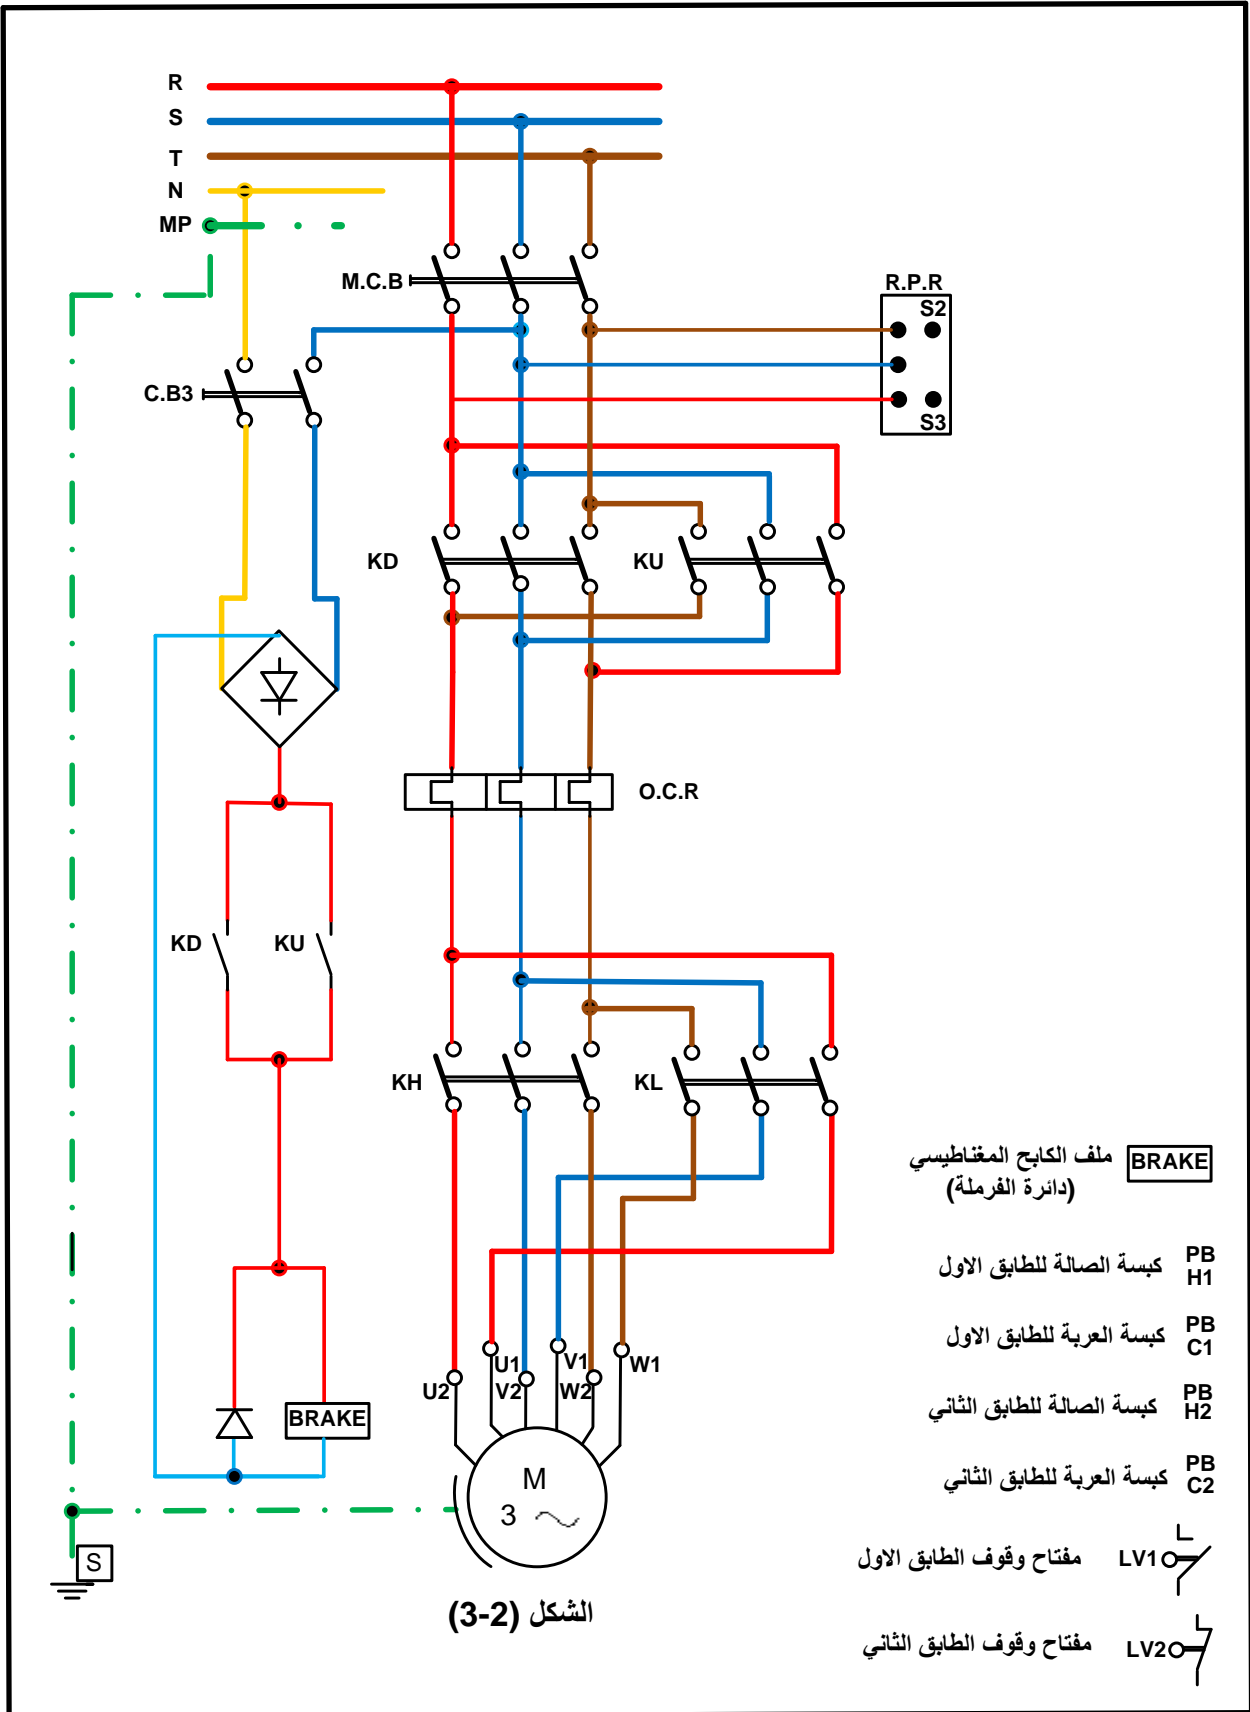 R
S
T
N
MP
M.C.B
R.P.R
S2
C.B3
S3
KD
KU
O.C.R
KD
KU
KH
KL
BRAKE ملف الكابح المغناطيسي
(دائرة الفرملة)
PB H1 كبسة الصالة للطابق الاول
PB C1 كبسة العربة للطابق الاول
U1
V1
W1
U2
V2
W2
PB H2 كبسة الصالة للطابق الثاني
BRAKE
M
3
PB C2 كبسة العربة للطابق الثاني
S
LV1 مفتاح وقوف الطابق الاول
الشكل (2-3)
LV2 مفتاح وقوف الطابق الثاني